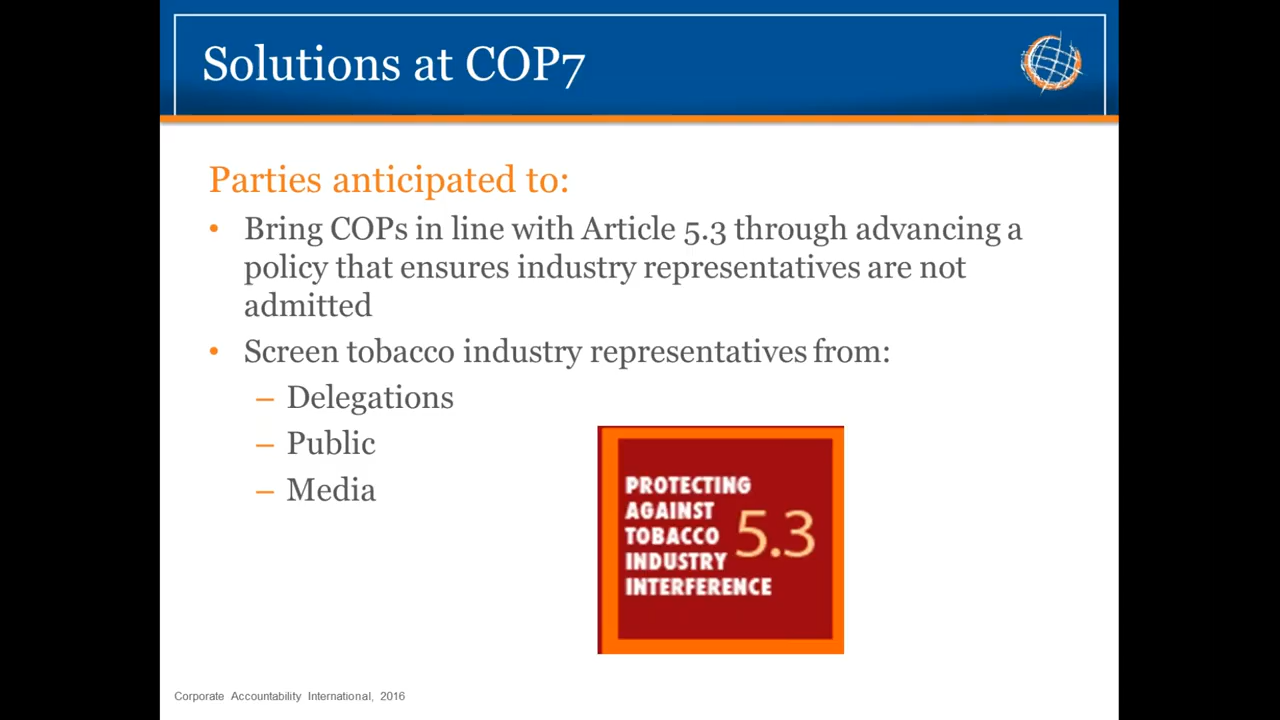 Solutions at COP7
Parties anticipated to:
• Bring COPs in line with Article 5.3 through advancing a
policy that ensures industry representatives are not
admitted
• Screen tobacco industry representatives from:
– Delegations
– Public
– Media
PROTECTING
AGAINST
TOBACCO
INDUSTRY
INTERFERENCE
5.3
Corporate Accountability International, 2016